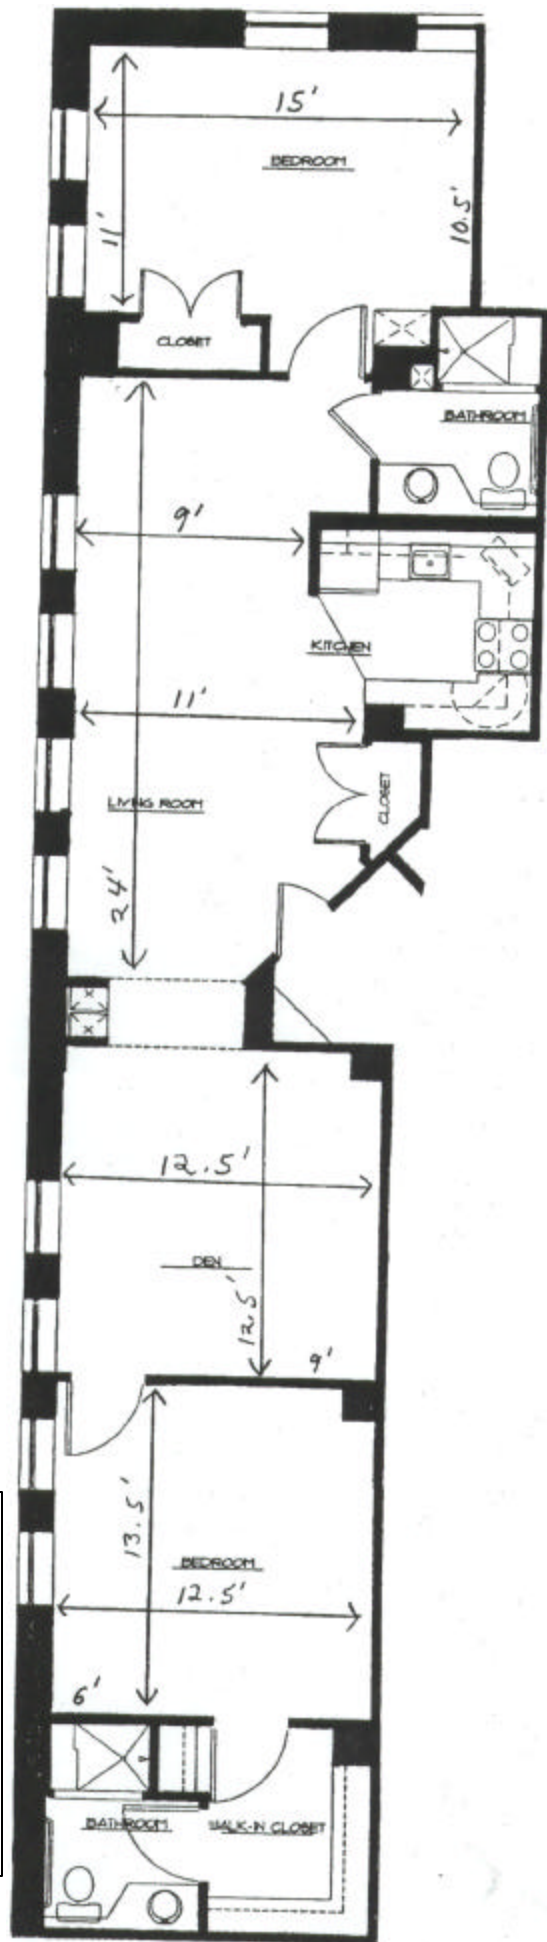 15'
BEDROOM
11'
10.5'
CLOSET
BATHROOM
9'
KITCHEN
11'
CLOSET
LIVING ROOM
24'
12.5'
DEN
12.5'
9'
13.5'
BEDROOM
12.5'
6'
BATHROOM
WALK-IN CLOSET